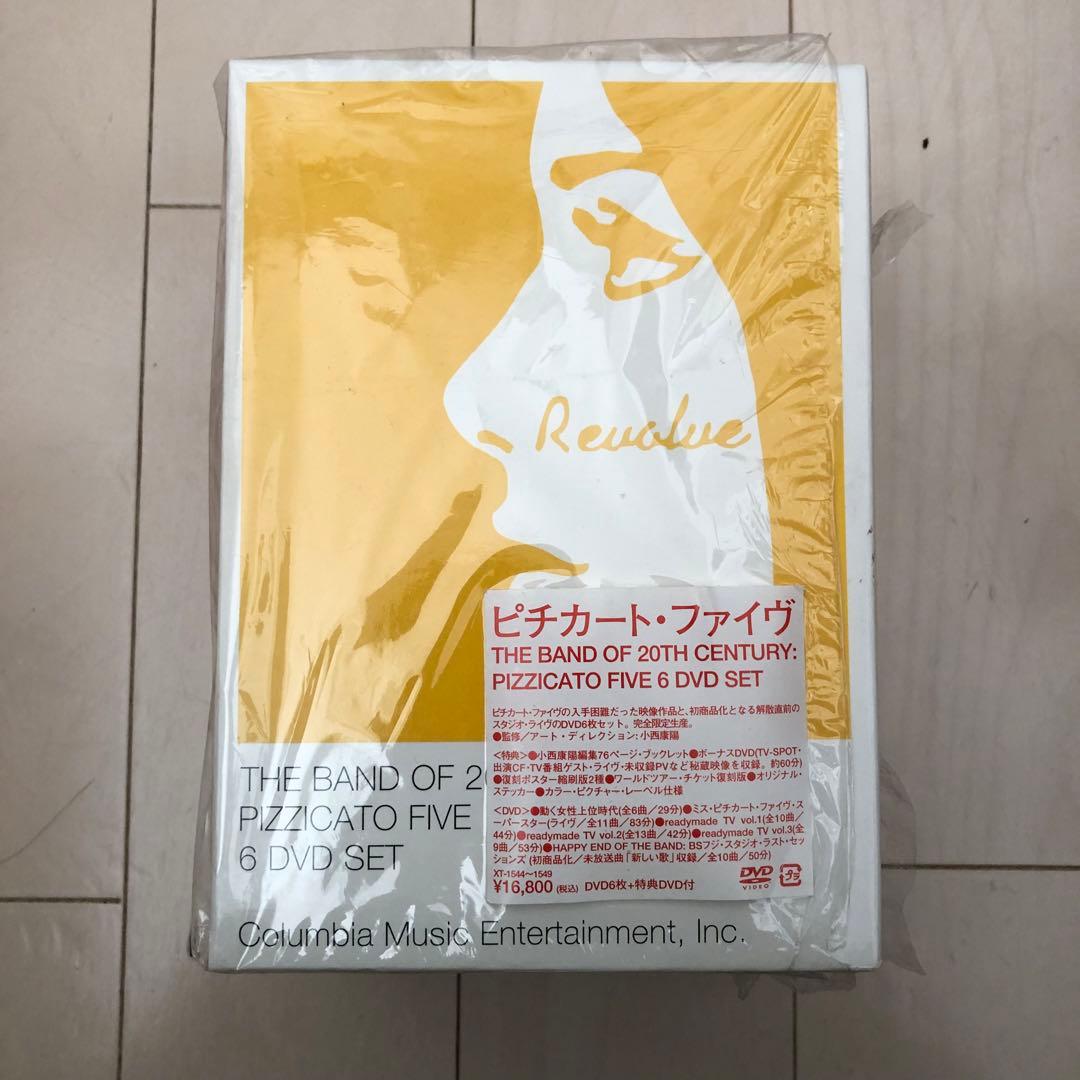 Revolve
ピチカート・ファイヴ
THE BAND OF 20TH CENTURY:
PIZZICATO FIVE 6 DVD SET
ピチカート・ファイヴの入手困難だった映像作品と、初商品化となる解散直前の
スタジオ・ライヴのDVD6枚セット。完全限定生産。
●監修/アート・ディレクション:小西康陽
<特典>●小西康陽編集76ページ・ブックレット●ボーナスDVD(TV-SPOT・
出演CF・TV番組ゲスト・ライヴ・未収録PVなど秘蔵映像を収録。約60分)
●復刻ポスター縮刷版2種●ワールドツアー・チケット復刻版●オリジナル・
ステッカー●カラー・ピクチャー・レーベル仕様
<DVD>●動く女性上位時代(全6曲/29分)●ミス・ピチカート・ファイヴ・ス
ーパースター(ライヴ/全11曲/83分)●readymade TV vol.1(全10曲/
44分)●readymade TV vol.2(全13曲/42分)●readymade TV vol.3(全
9曲/53分)●HAPPY END OF THE BAND: BSフジ・スタジオ・ラスト・セッ
ションズ (初商品化/未放送曲「新しい歌」収録/全10曲/50分)
XT-1544～1549
¥16,800(税込) DVD6枚+特典DVD付
DVD
VIDEO
プラ
THE BAND OF 20
PIZZICATO FIVE
6 DVD SET
Columbia Music Entertainment, Inc.